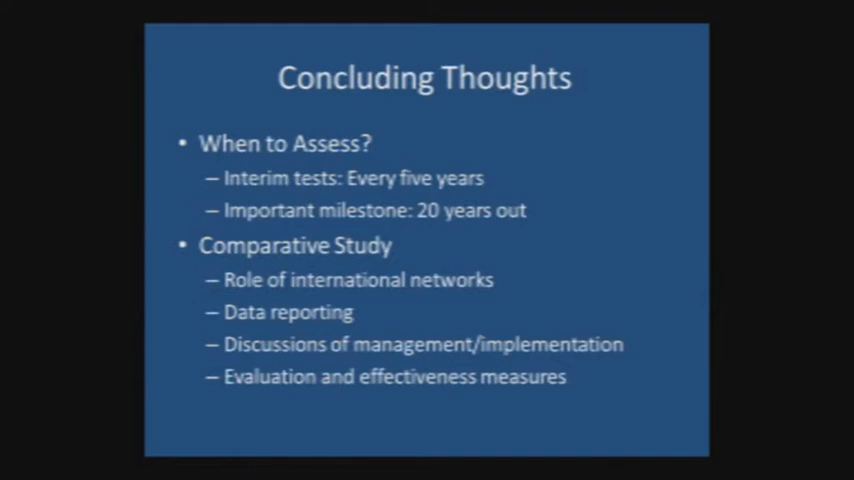 Concluding Thoughts
• When to Assess?
– Interim tests: Every five years
– Important milestone: 20 years out
• Comparative Study
– Role of international networks
– Data reporting
– Discussions of management/implementation
– Evaluation and effectiveness measures